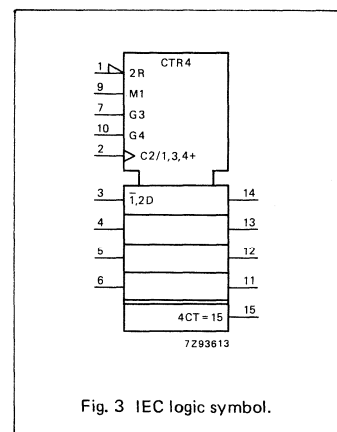 CTR4
1 2R
9 M1
7 G3
10 G4
2 C2/1,3,4+
3 1̅,2D 14
4 13
5 12
6 11
4CT = 15 15
7Z93613
Fig. 3 IEC logic symbol.